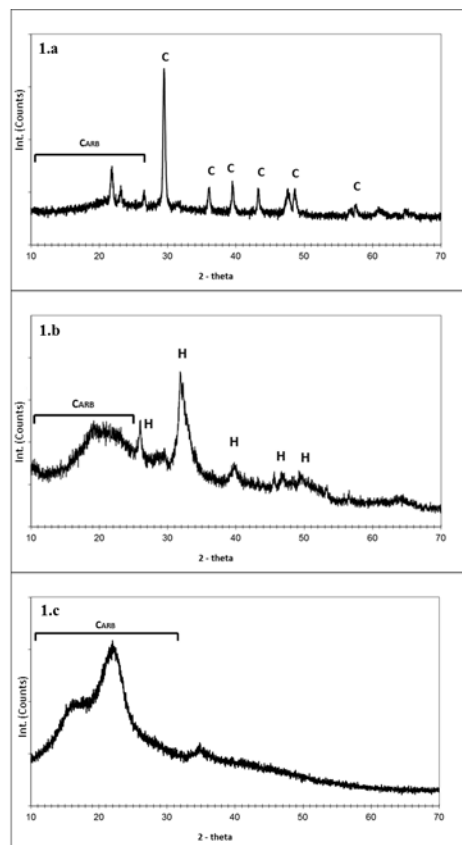 1.a
C
CARB
C
C
C
C
C
Int. (Counts)
10 20 30 40 50 60 70
2 - theta
1.b
H
CARB
H
H
H
H
Int. (Counts)
10 20 30 40 50 60 70
2 - theta
1.c
CARB
Int. (Counts)
10 20 30 40 50 60 70
2 - theta